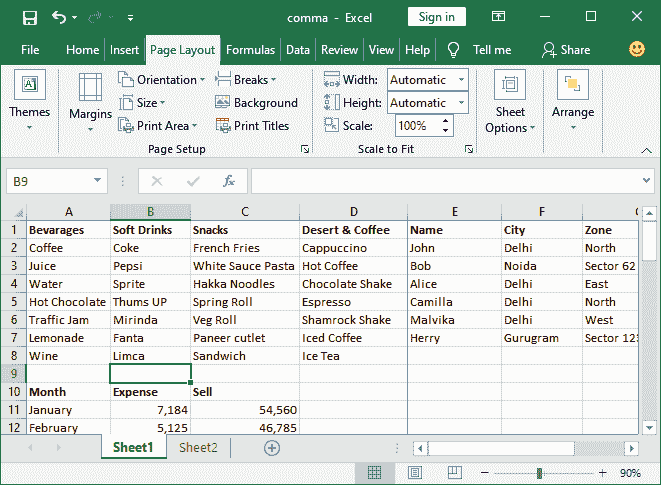 comma - Excel
Sign in
File Home Insert Page Layout Formulas Data Review View Help Tell me Share
Themes
Margins
Orientation
Size
Print Area
Breaks
Background
Print Titles
Page Setup
Width: Automatic
Height: Automatic
Scale: 100%
Scale to Fit
Sheet Options
Arrange
B9 fx
A B C D E F
1 Bevarages Soft Drinks Snacks Desert & Coffee Name City Zone
2 Coffee Coke French Fries Cappuccino John Delhi North
3 Juice Pepsi White Sauce Pasta Hot Coffee Bob Noida Sector 62
4 Water Sprite Hakka Noodles Chocolate Shake Alice Delhi East
5 Hot Chocolate Thums UP Spring Roll Espresso Camilla Delhi North
6 Traffic Jam Mirinda Veg Roll Shamrock Shake Malvika Delhi West
7 Lemonade Fanta Paneer cutlet Iced Coffee Herry Gurugram Sector
8 Wine Limca Sandwich Ice Tea
9
10 Month Expense Sell
11 January 7,184 54,560
12 February 5,125 46,785
Sheet1 Sheet2
90%